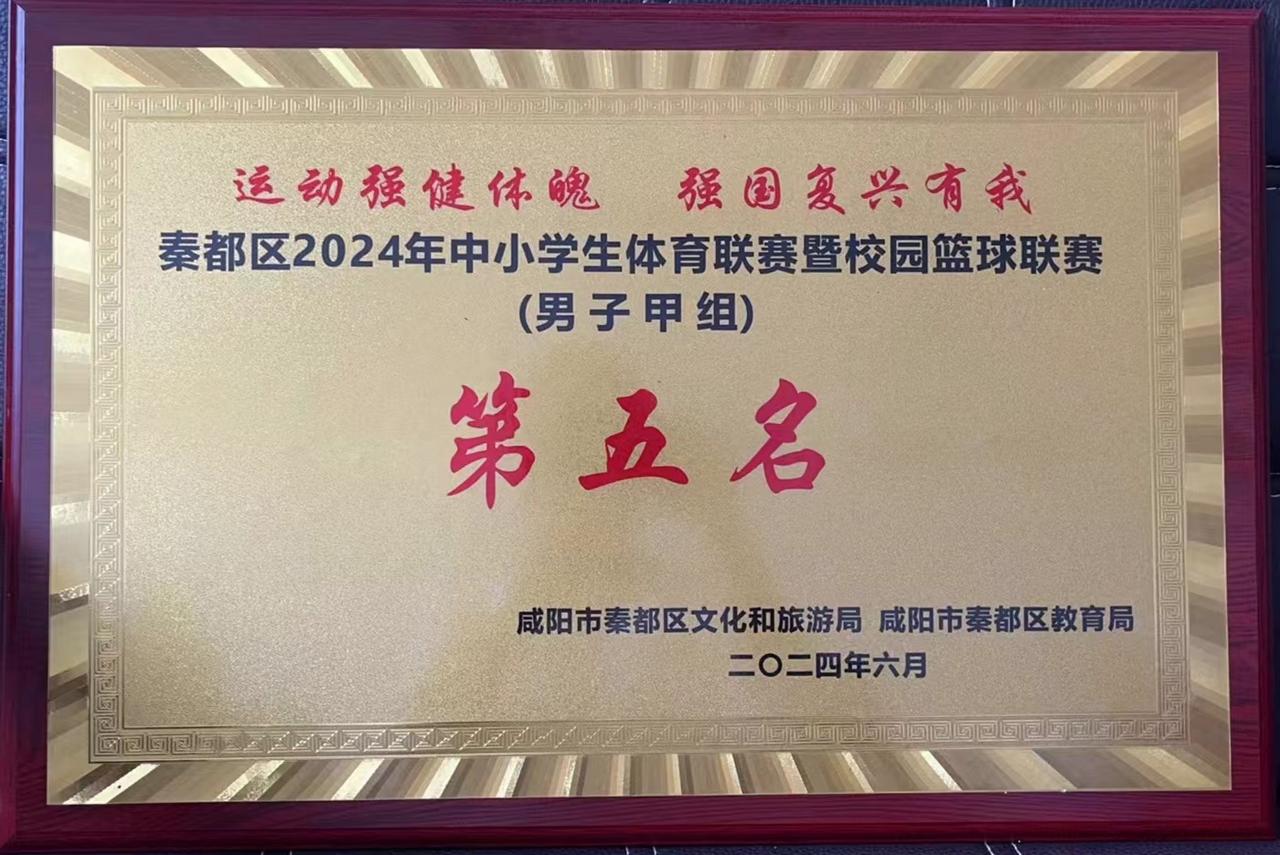 运动强健体魄 强国复兴有我
秦都区2024年中小学生体育联赛暨校园篮球联赛
(男子甲组)
第五名
咸阳市秦都区文化和旅游局 咸阳市秦都区教育局
二〇二四年六月